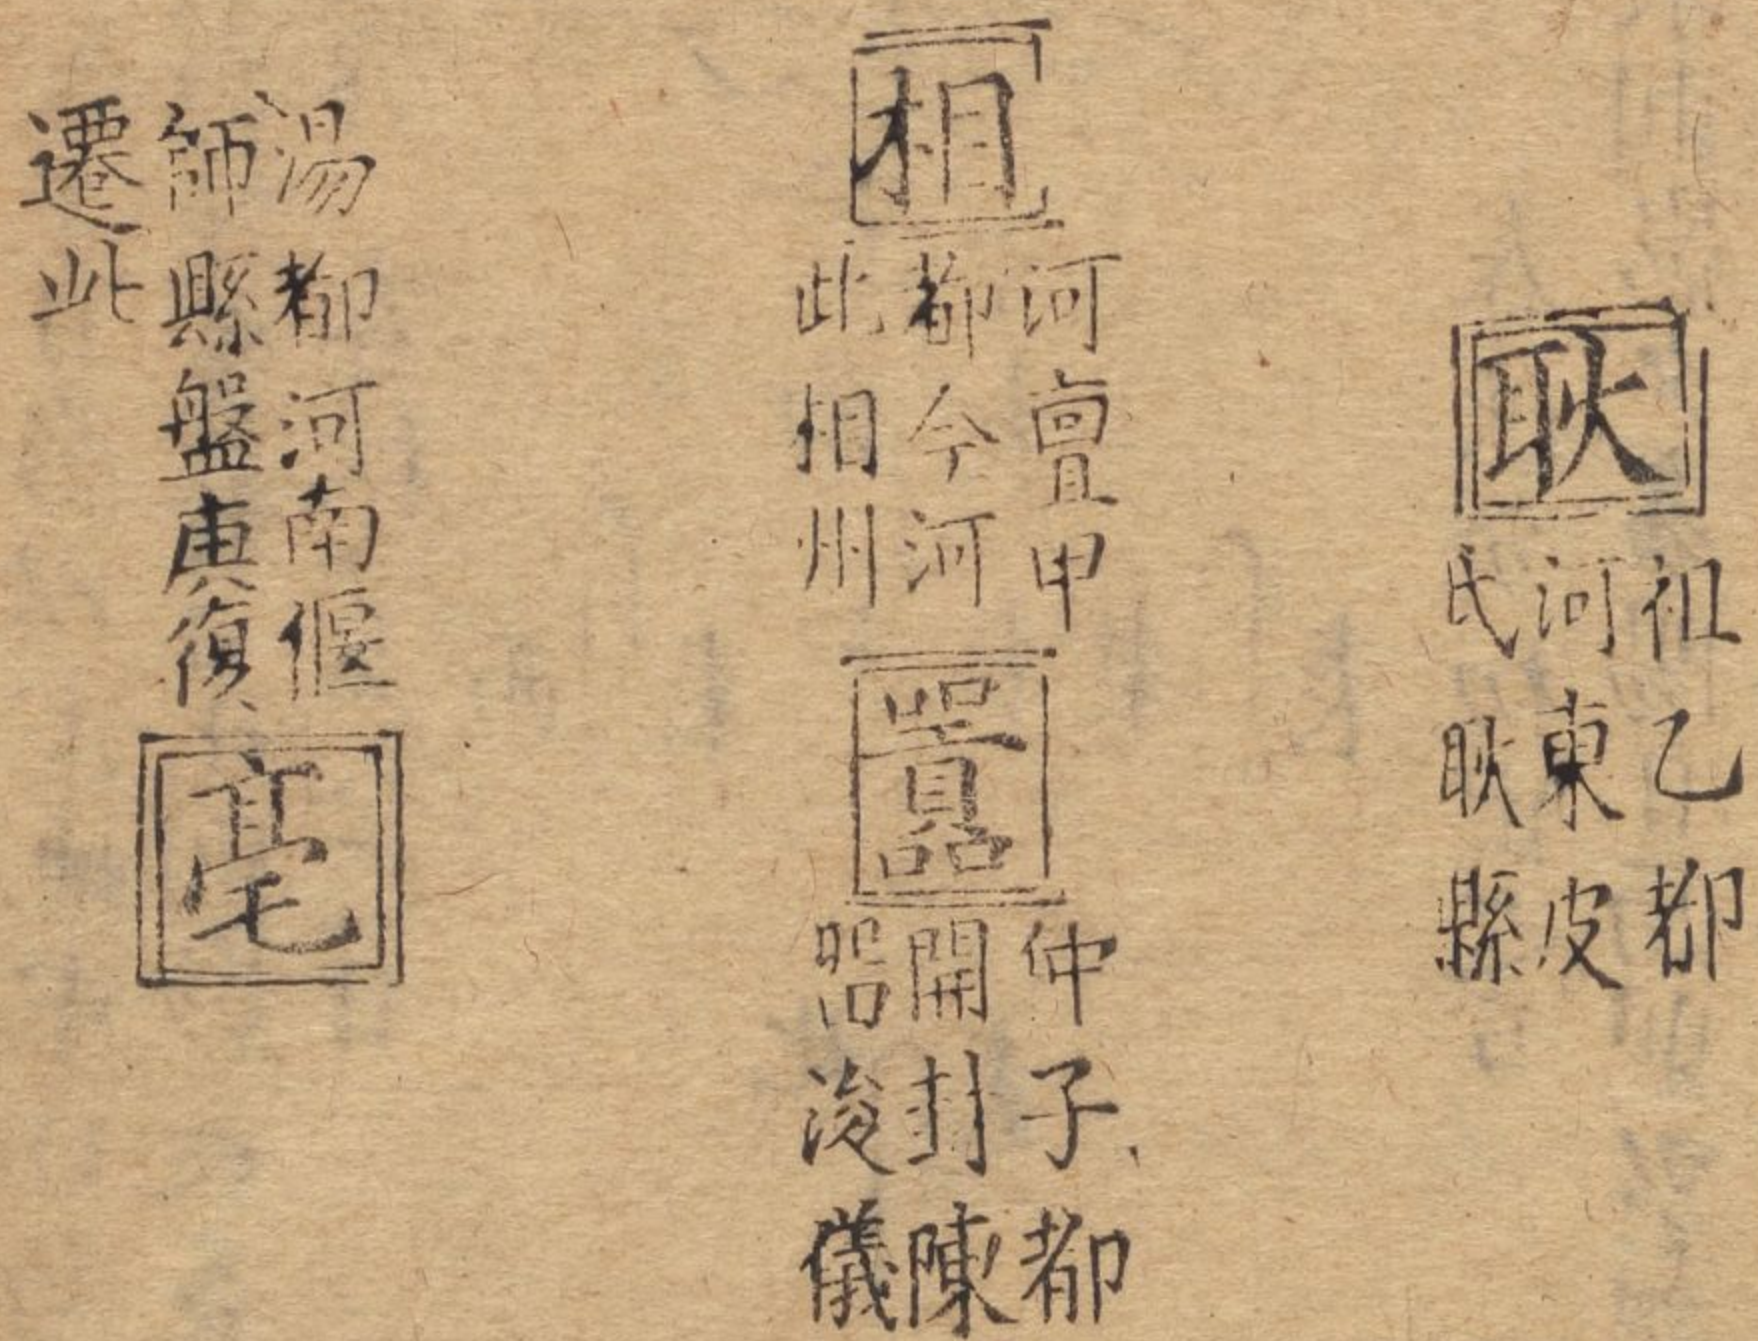 耿
祖乙都
河東皮
氏耿縣
相
河亶甲
都今河
此相州
囂
仲子都
開封陳
留浚儀
湯都河南偃
師縣盤庚復
遷此
亳